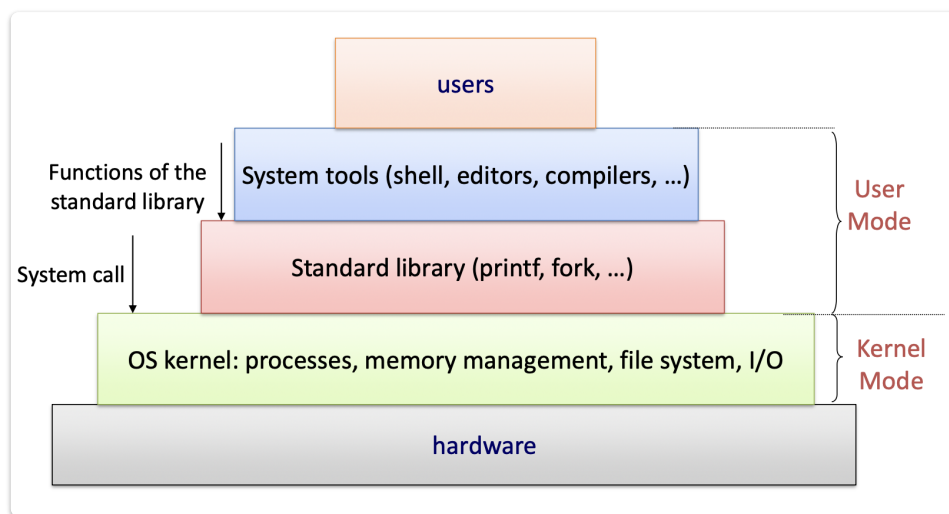 users
Functions of the
standard library
System tools (shell, editors, compilers, ...)
User
Mode
System call
Standard library (printf, fork, ...)
OS kernel: processes, memory management, file system, I/O
Kernel
Mode
hardware